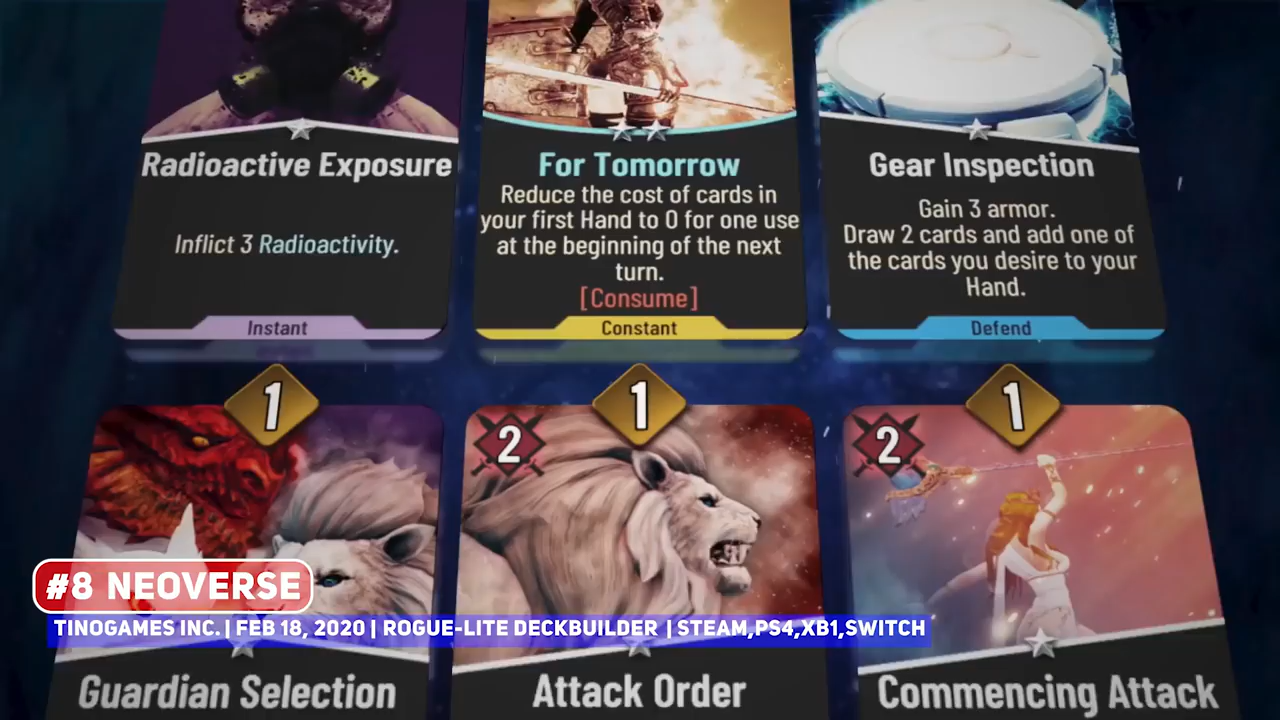 Radioactive Exposure
Inflict 3 Radioactivity.
Instant
For Tomorrow
Reduce the cost of cards in
your first Hand to 0 for one use
at the beginning of the next
turn.
[Consume]
Constant
Gear Inspection
Gain 3 armor.
Draw 2 cards and add one of
the cards you desire to your
Hand.
Defend
1
2
1
2
1
#8 NEOVERSE
TINOGAMES INC. | FEB 18, 2020 | ROGUE-LITE DECKBUILDER | STEAM,PS4,XB1,SWITCH
Guardian Selection
Attack Order
Commencing Attack